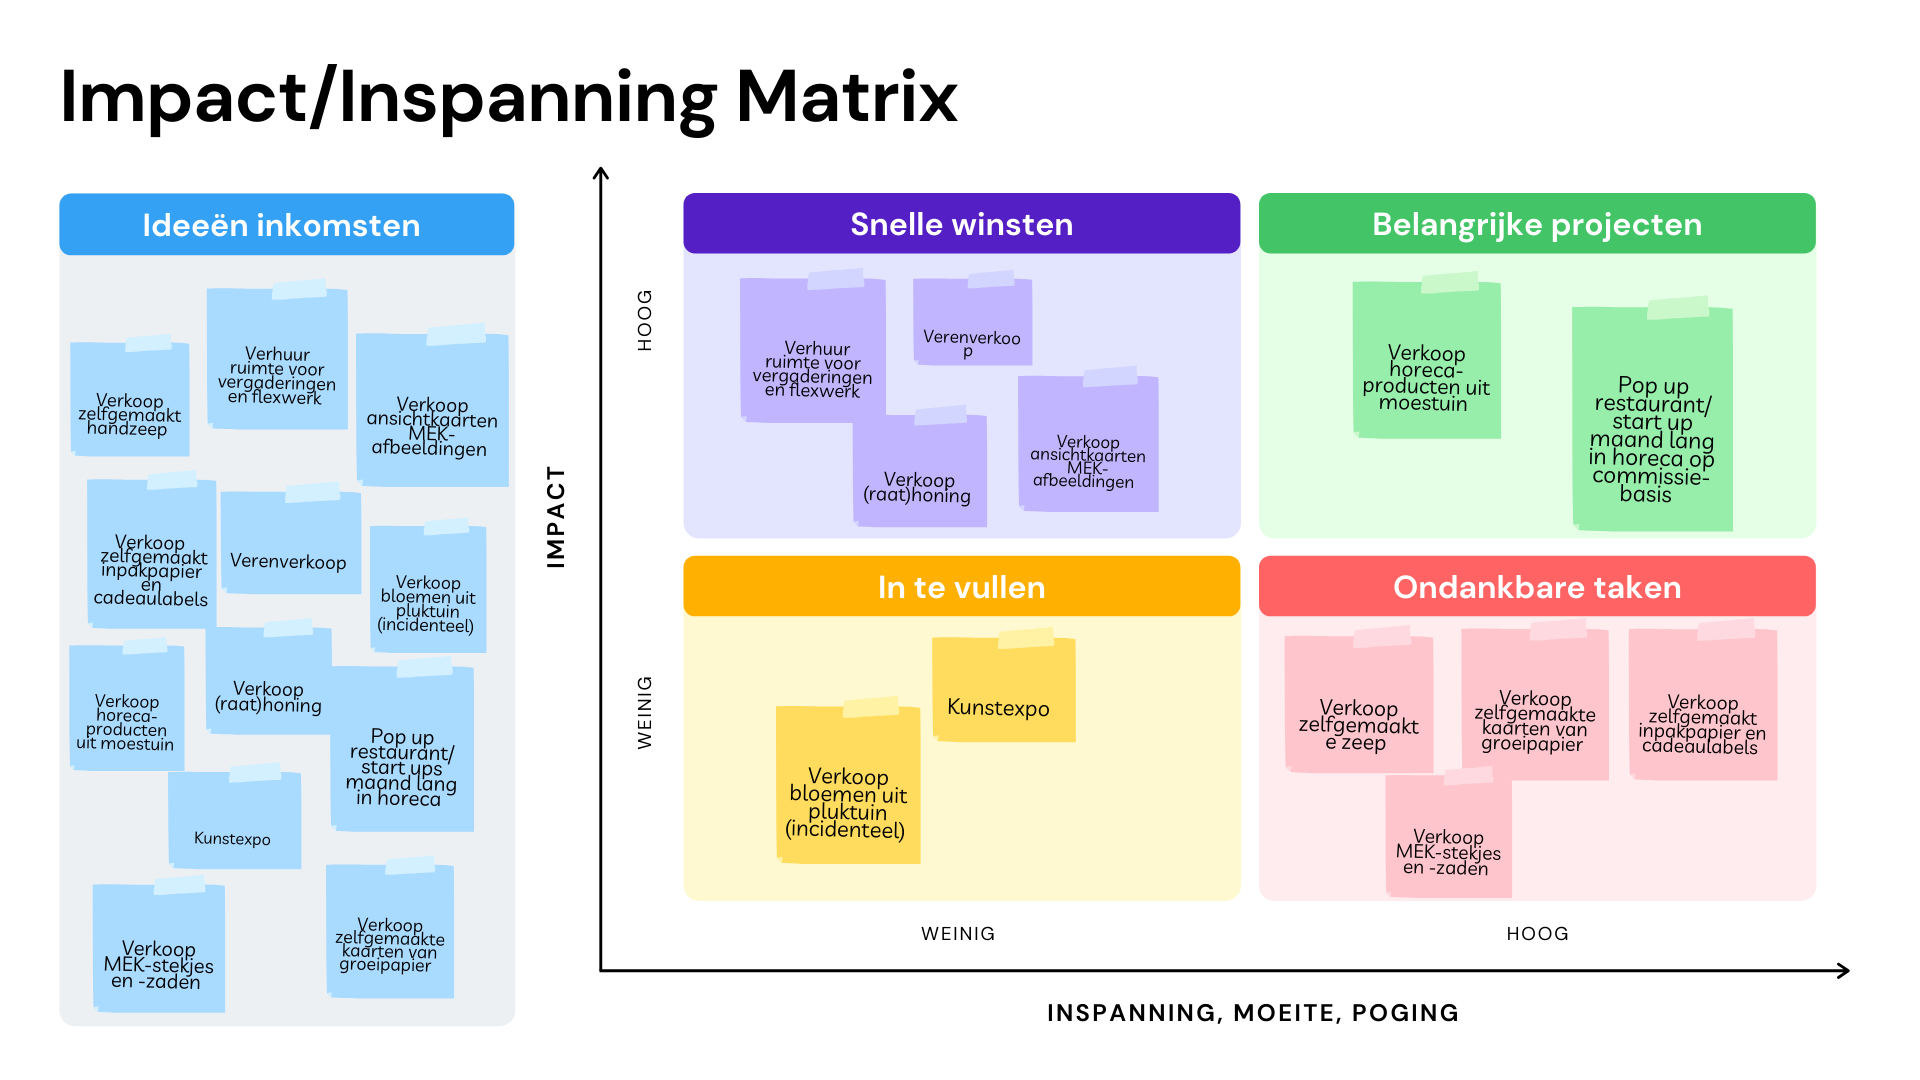 Impact/Inspanning Matrix
Ideeën inkomsten
Verkoop
zelfgemaakt
handzeep
Verhuur
ruimte voor
vergaderingen
en flexwerk
Verkoop
ansichtkaarten
MEK-
afbeeldingen
Verkoop
zelfgemaakt
inpakpapier
en
cadeaulabels
Verenverkoop
Verkoop
bloemen uit
pluktuin
(incidenteel)
Verkoop
horeca-
producten
uit moestuin
Verkoop
(raat)honing
Pop up
restaurant/
start ups
maand lang
in horeca
Kunstexpo
Verkoop
MEK-stekjes
en -zaden
Verkoop
zelfgemaakte
kaarten van
groeipapier
IMPACT
HOOG
WEINIG
Snelle winsten
Verhuur
ruimte voor
vergaderingen
en flexwerk
Verenverkoo
p
Verkoop
(raat)honing
Verkoop
ansichtkaarten
MEK-
afbeeldingen
Belangrijke projecten
Verkoop
horeca-
producten uit
moestuin
Pop up
restaurant/
start up
maand lang
in horeca op
commissie-
basis
In te vullen
Kunstexpo
Verkoop
bloemen uit
pluktuin
(incidenteel)
Ondankbare taken
Verkoop
zelfgemaakt
e zeep
Verkoop
zelfgemaakte
kaarten van
groeipapier
Verkoop
zelfgemaakt
inpakpapier en
cadeaulabels
Verkoop
MEK-stekjes
en -zaden
WEINIG
HOOG
INSPANNING, MOEITE, POGING